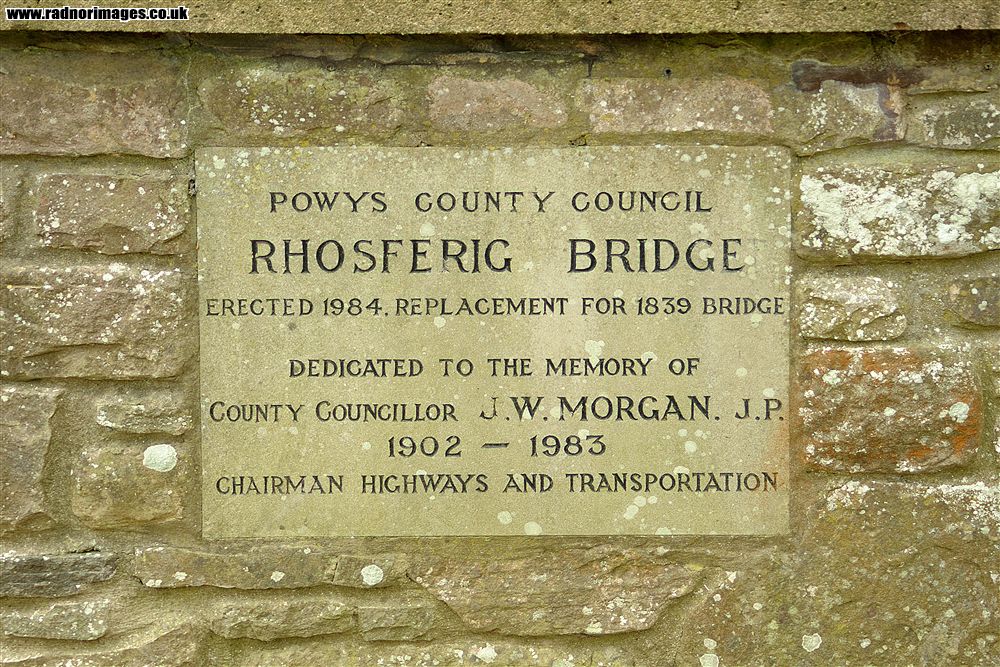 www.radnorimages.co.uk
POWYS COUNTY COUNCIL
RHOSFERIG BRIDGE
ERECTED 1984. REPLACEMENT FOR 1839 BRIDGE
DEDICATED TO THE MEMORY OF
COUNTY COUNCILLOR J.W. MORGAN. J.P.
1902 – 1983
CHAIRMAN HIGHWAYS AND TRANSPORTATION